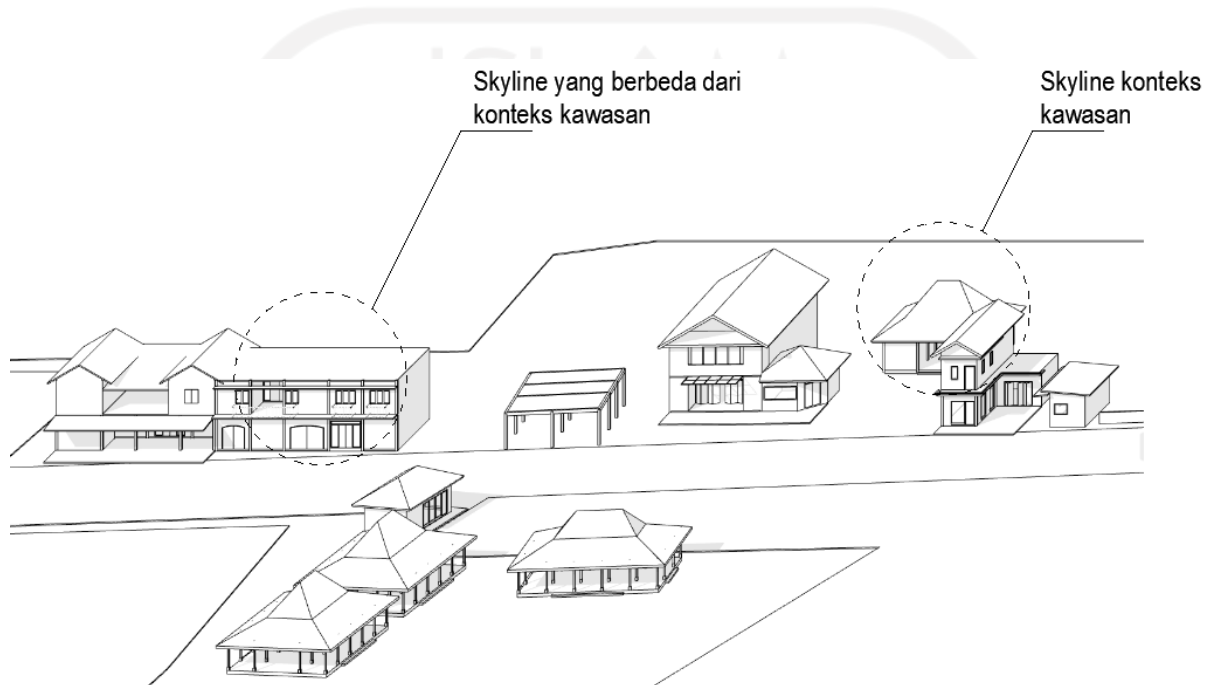 Skyline yang berbeda dari
konteks kawasan
Skyline konteks
kawasan